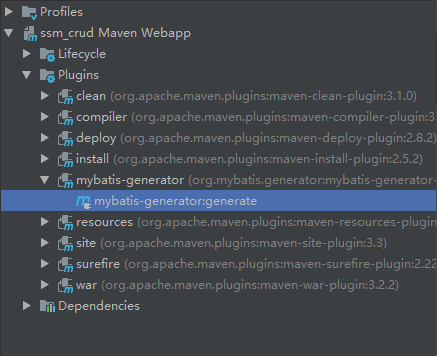 Profiles
ssm_crud Maven Webapp
Lifecycle
Plugins
clean (org.apache.maven.plugins:maven-clean-plugin:3.1.0)
compiler (org.apache.maven.plugins:maven-compiler-plugin:3.
deploy (org.apache.maven.plugins:maven-deploy-plugin:2.8.2)
install (org.apache.maven.plugins:maven-install-plugin:2.5.2)
mybatis-generator (org.mybatis.generator:mybatis-generator-
mybatis-generator:generate
resources (org.apache.maven.plugins:maven-resources-plugin
site (org.apache.maven.plugins:maven-site-plugin:3.3)
surefire (org.apache.maven.plugins:maven-surefire-plugin:2.22
war (org.apache.maven.plugins:maven-war-plugin:3.2.2)
Dependencies